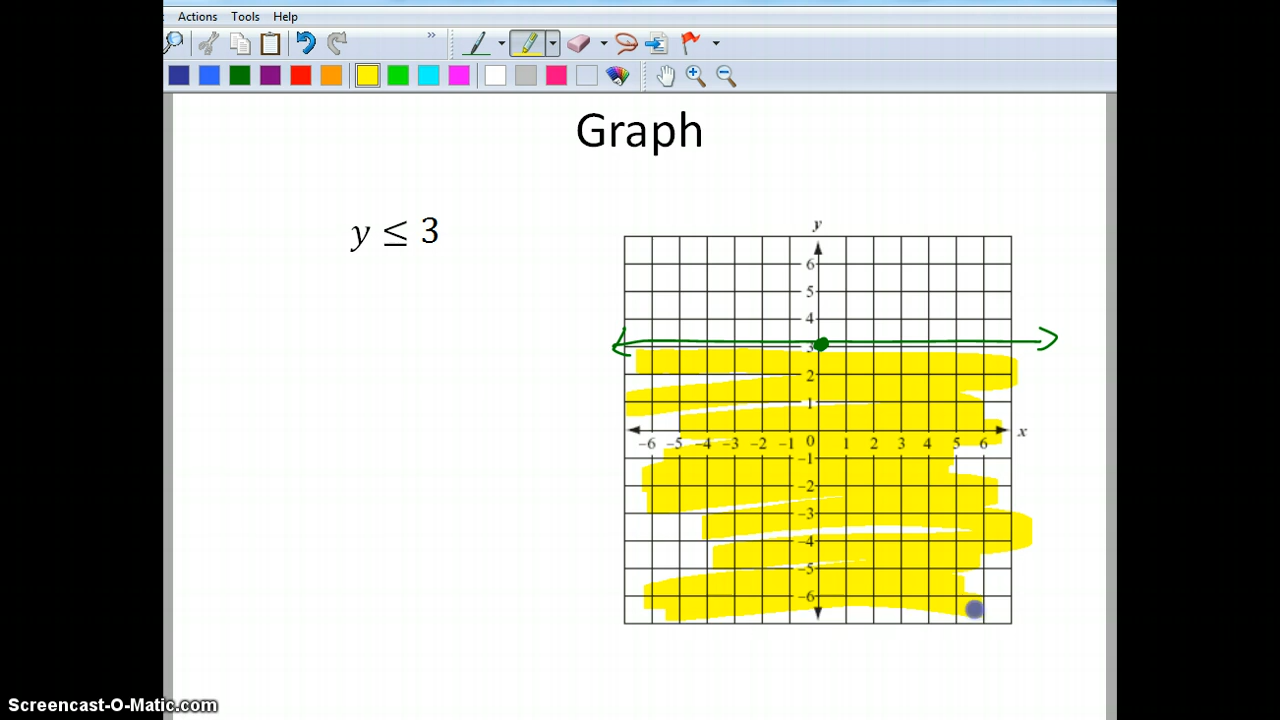 Actions Tools Help
»
Graph
y ≤ 3
y
6
5
4
3
2
1
-6 -5 -4 -3 -2 -1 0 1 2 3 4 5 6 x
-1
-2
-3
-4
-5
-6
Screencast-O-Matic.com